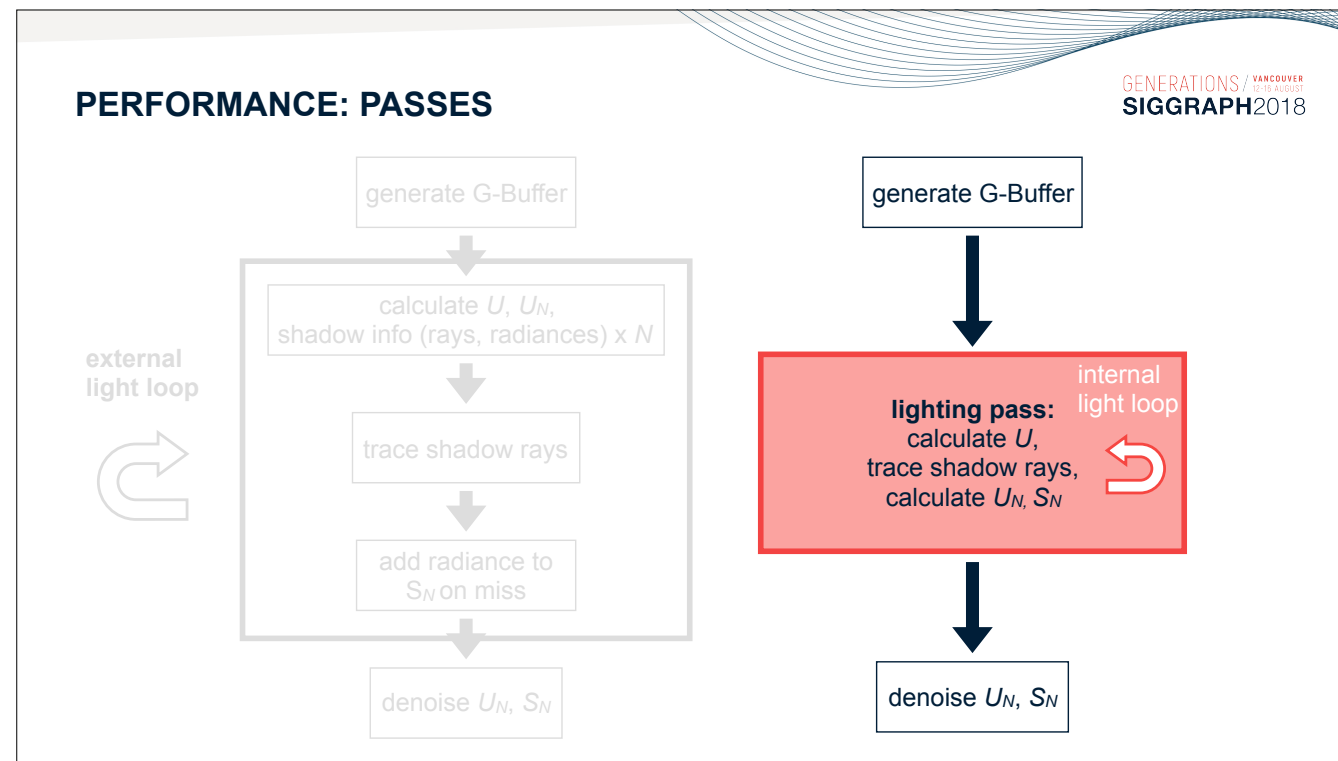 GENERATIONS / VANCOUVER
12-16 AUGUST
SIGGRAPH2018
PERFORMANCE: PASSES
generate G-Buffer
calculate U, UN,
shadow info (rays, radiances) x N
external
light loop
trace shadow rays
add radiance to
SN on miss
denoise UN, SN
generate G-Buffer
internal
light loop
lighting pass:
calculate U,
trace shadow rays,
calculate UN, SN
denoise UN, SN